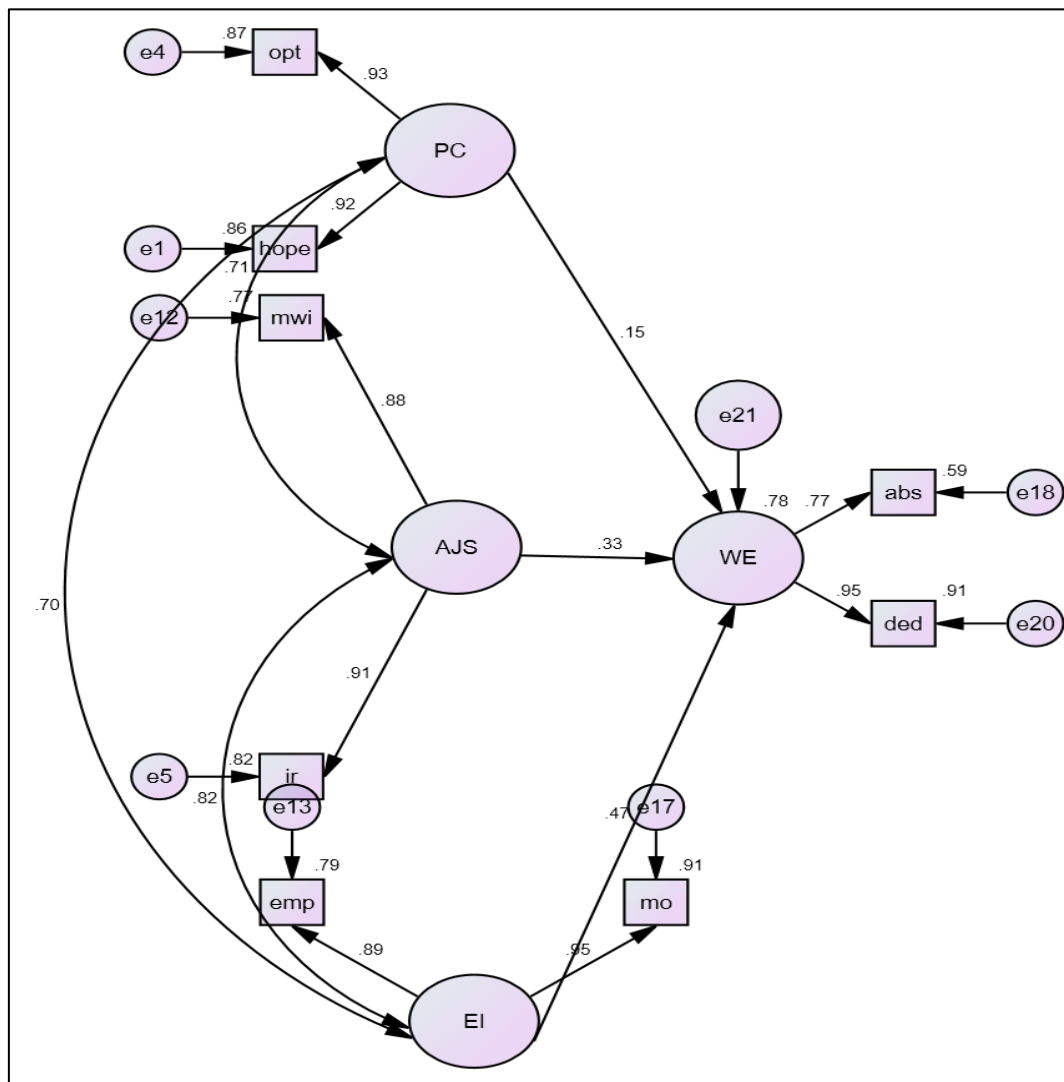 .87
e4
opt
.93
PC
.92
.86
e1
hope
.71
.77
e12
mwi
.15
.88
e21
.59
.78
.77
abs
e18
AJS
.33
WE
.95
.91
ded
e20
.70
.91
.82
e5
ir
.82
e13
.47
e17
.79
.91
emp
mo
.89
.95
EI